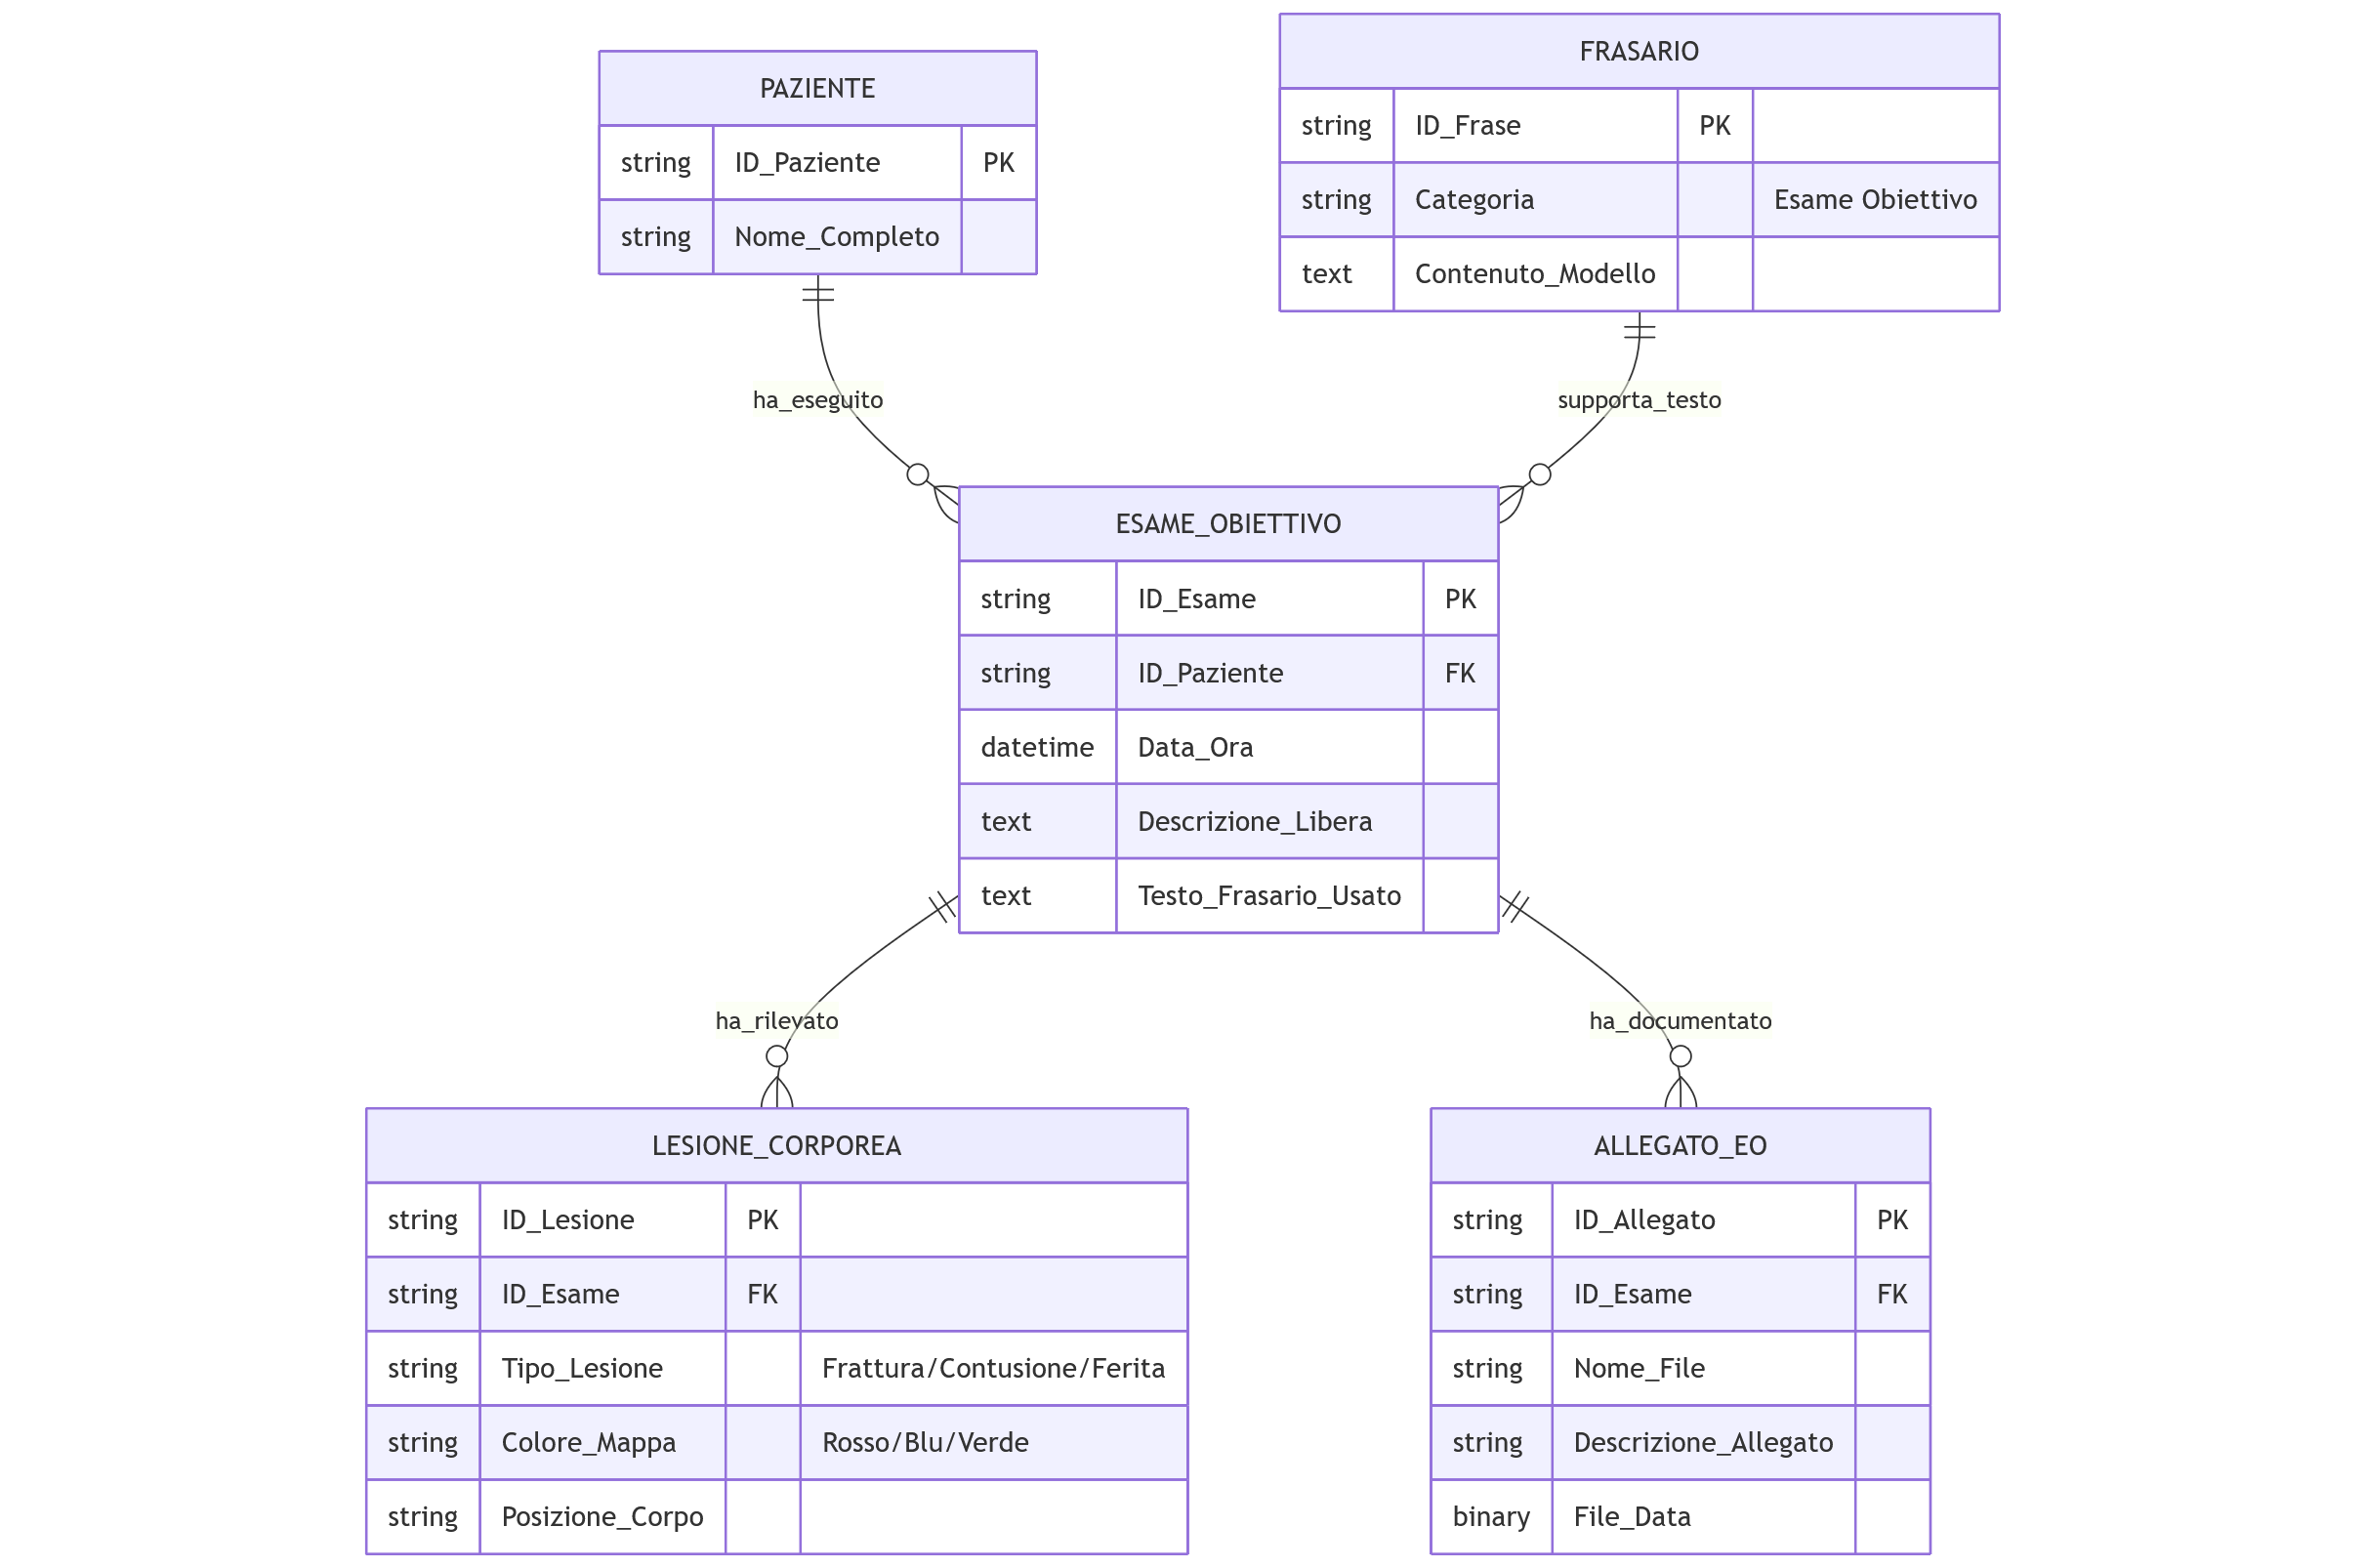 PAZIENTE
string ID_Paziente PK
string Nome_Completo
FRASARIO
string ID_Frase PK
string Categoria Esame Obiettivo
text Contenuto_Modello
ha_eseguito
supporta_testo
ESAME_OBIETTIVO
string ID_Esame PK
string ID_Paziente FK
datetime Data_Ora
text Descrizione_Libera
text Testo_Frasario_Usato
ha_rilevato
ha_documentato
LESIONE_CORPOREA
string ID_Lesione PK
string ID_Esame FK
string Tipo_Lesione Frattura/Contusione/Ferita
string Colore_Mappa Rosso/Blu/Verde
string Posizione_Corpo
ALLEGATO_EO
string ID_Allegato PK
string ID_Esame FK
string Nome_File
string Descrizione_Allegato
binary File_Data